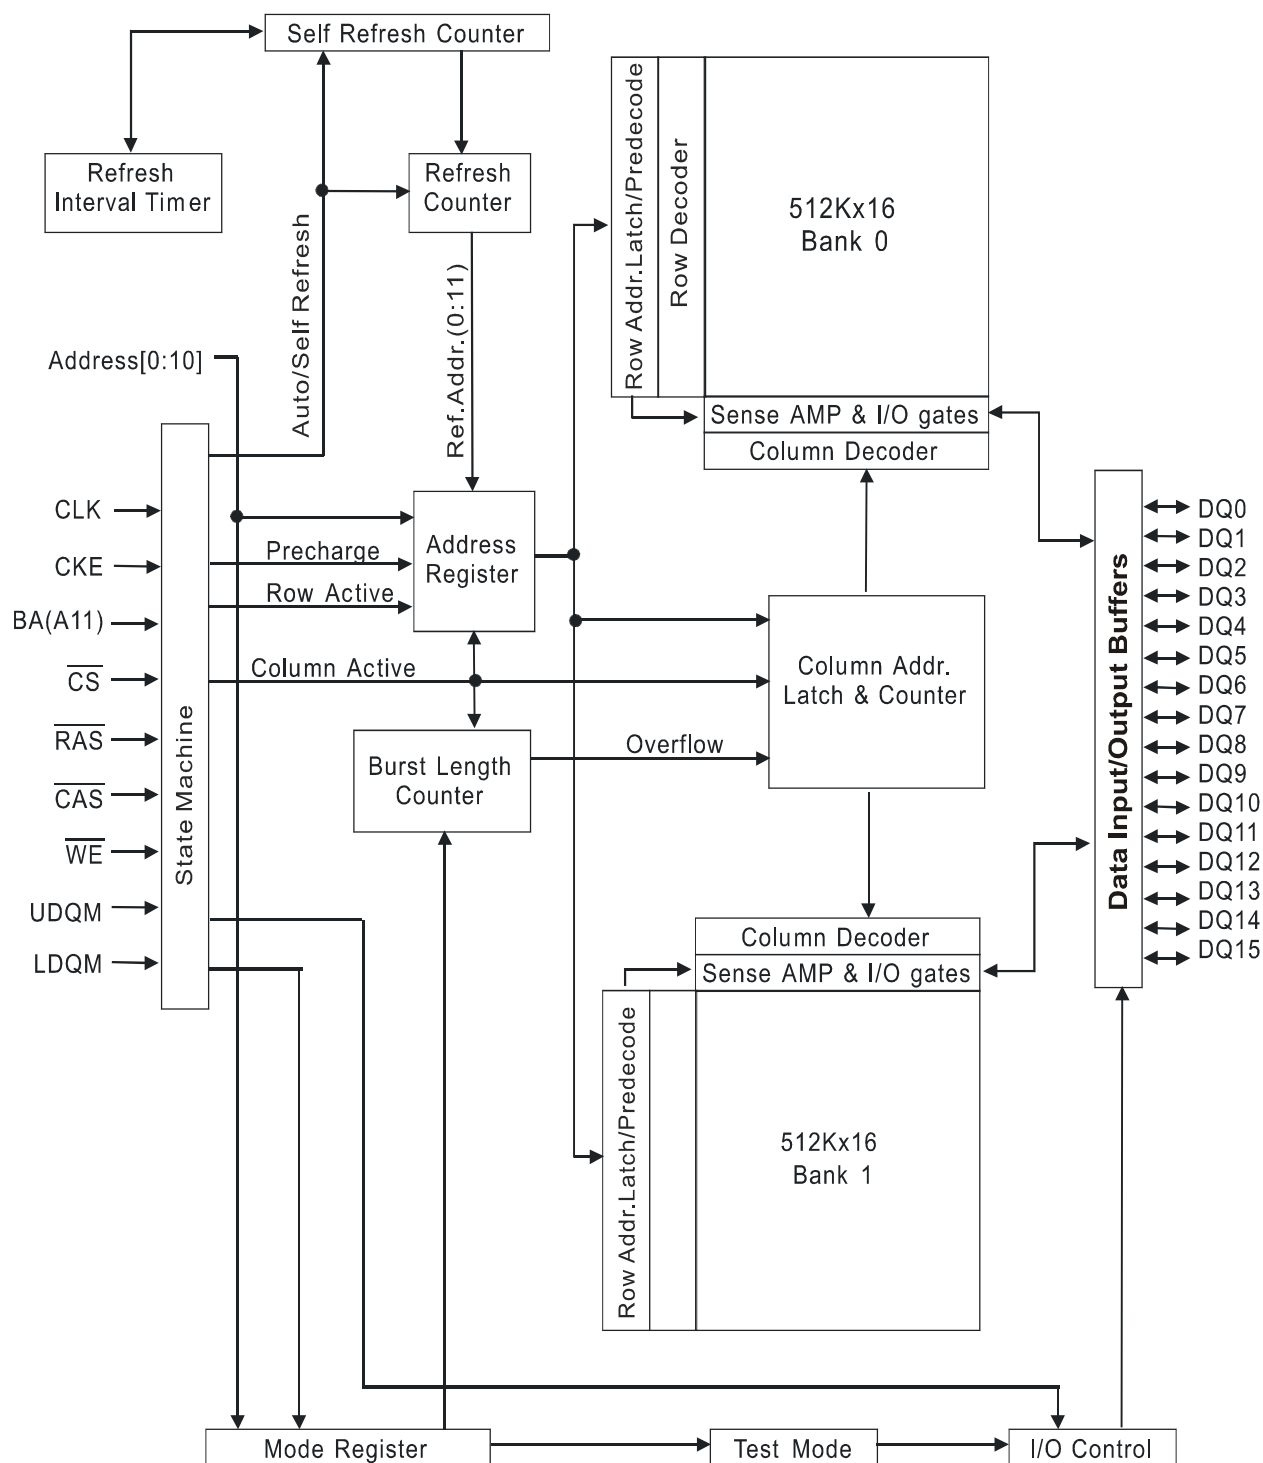 Self Refresh Counter
Refresh
Interval Timer
Refresh
Counter
Auto/Self Refresh
Ref.Addr.(0:11)
Row Addr.Latch/Predecode
Row Decoder
512Kx16
Bank 0
Sense AMP & I/O gates
Column Decoder
Address[0:10]
CLK
CKE
BA(A11)
CS
RAS
CAS
WE
UDQM
LDQM
State Machine
Precharge
Row Active
Column Active
Address
Register
Burst Length
Counter
Overflow
Column Addr.
Latch & Counter
Data Input/Output Buffers
DQ0
DQ1
DQ2
DQ3
DQ4
DQ5
DQ6
DQ7
DQ8
DQ9
DQ10
DQ11
DQ12
DQ13
DQ14
DQ15
Column Decoder
Sense AMP & I/O gates
Row Addr.Latch/Predecode
512Kx16
Bank 1
Mode Register
Test Mode
I/O Control